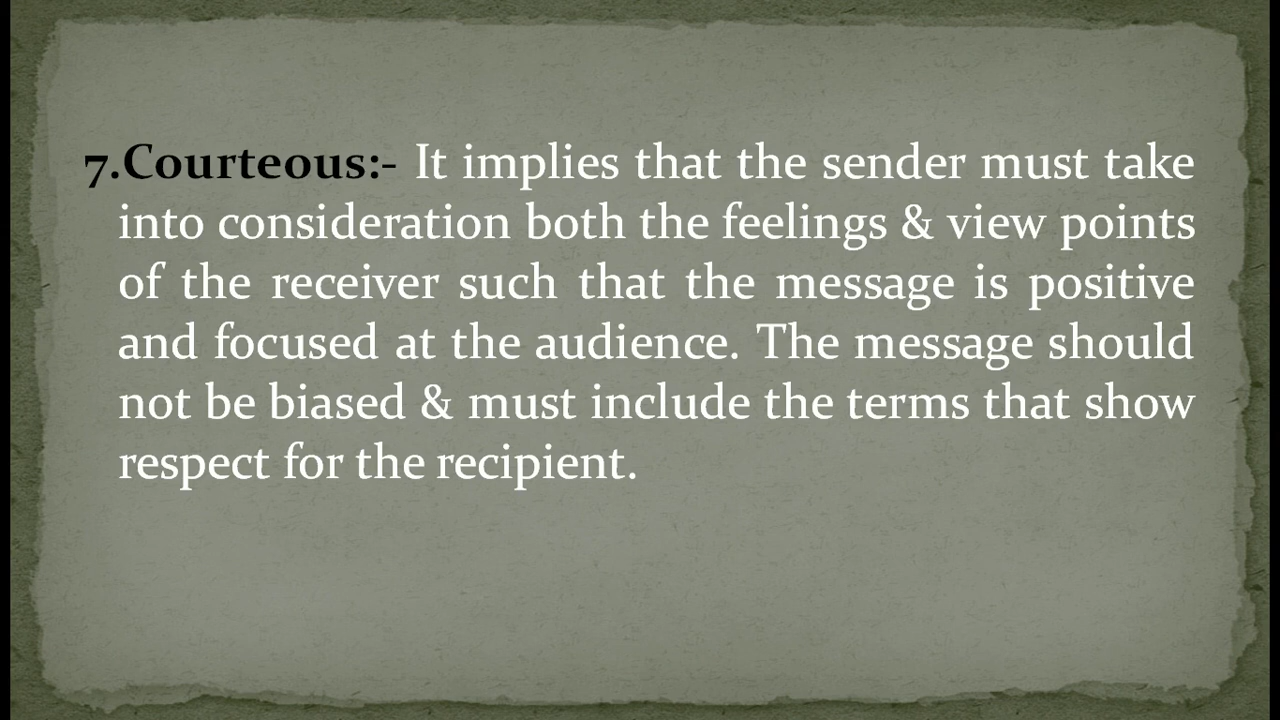 7.Courteous:- It implies that the sender must take
into consideration both the feelings & view points
of the receiver such that the message is positive
and focused at the audience. The message should
not be biased & must include the terms that show
respect for the recipient.